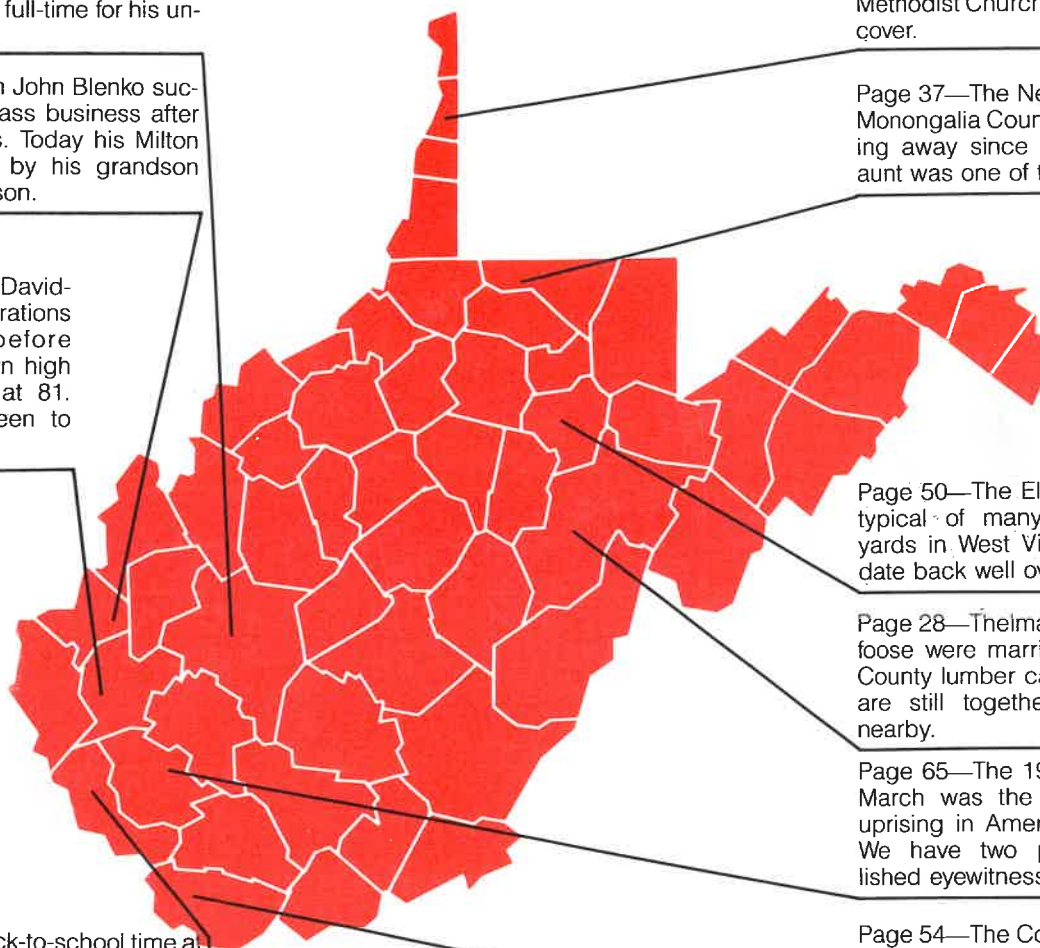 full-time for his un-
John Blenko suc-
ass business after
Today his Milton
by his grandson
son.
David-
rations
before
n high
at 81.
een to
ck-to-school time at
Methodist Church
cover.
Page 37—The Ne
Monongalia Coun
ing away since
aunt was one of t
Page 50—The El
typical of many
yards in West Vi
date back well ov
Page 28—Thelma
foose were marri
County lumber ca
are still togethe
nearby.
Page 65—The 19
March was the
uprising in Amer
We have two p
lished eyewitness
Page 54—The Co